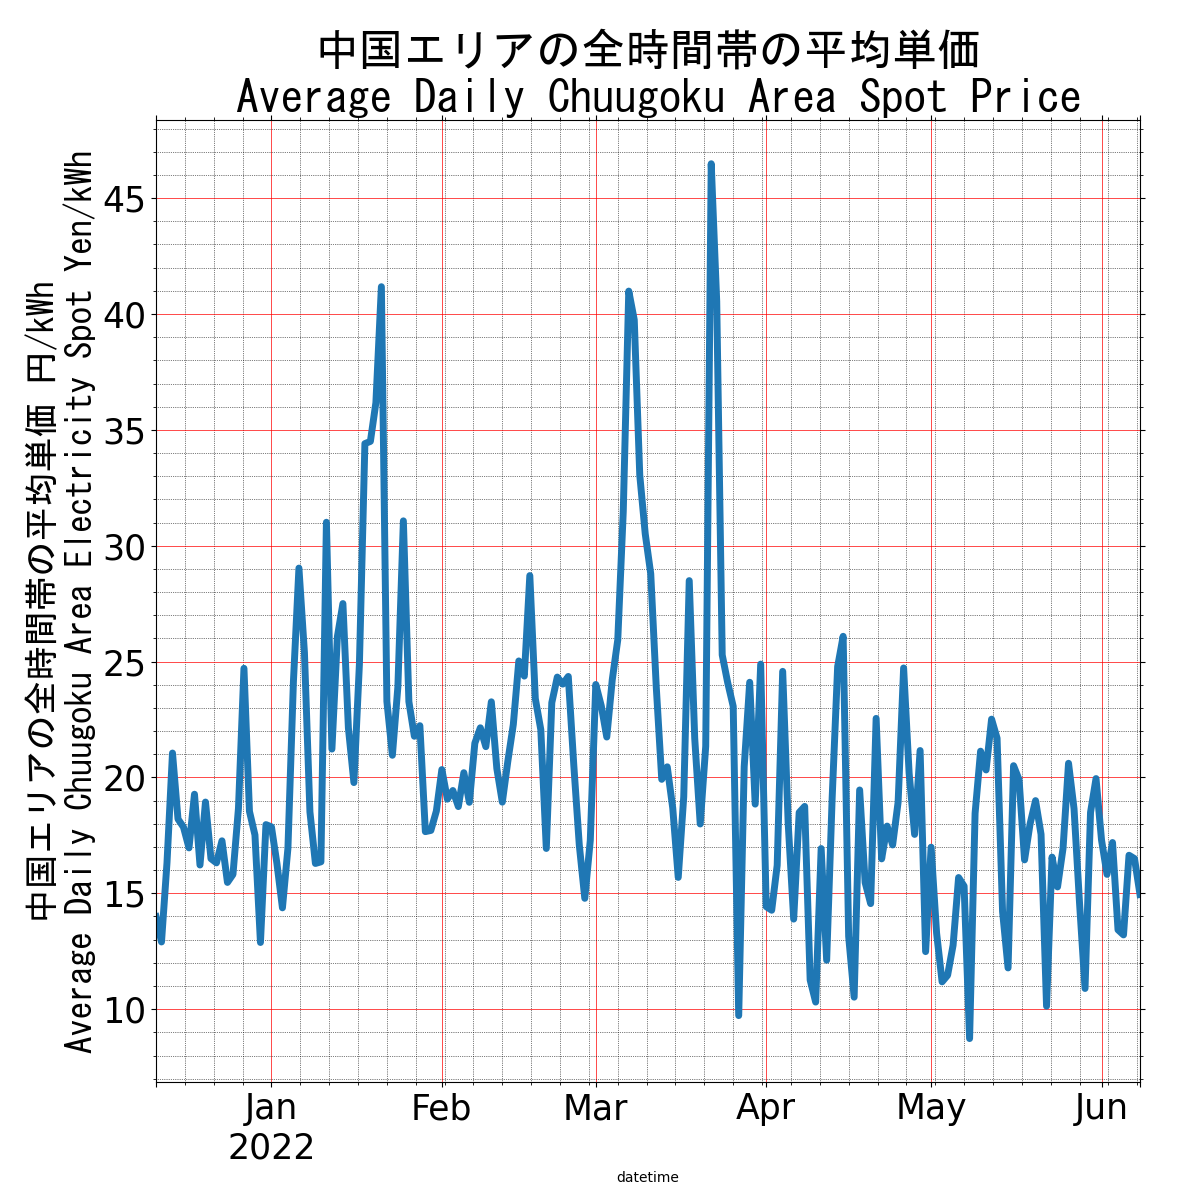 中国エリアの全時間帯の平均単価
Average Daily Chuugoku Area Spot Price
中国エリアの全時間帯の平均単価 円/kWh
Average Daily Chuugoku Area Electricity Spot Yen/kWh
45
40
35
30
25
20
15
10
Jan
2022
Feb
Mar
Apr
May
Jun
datetime